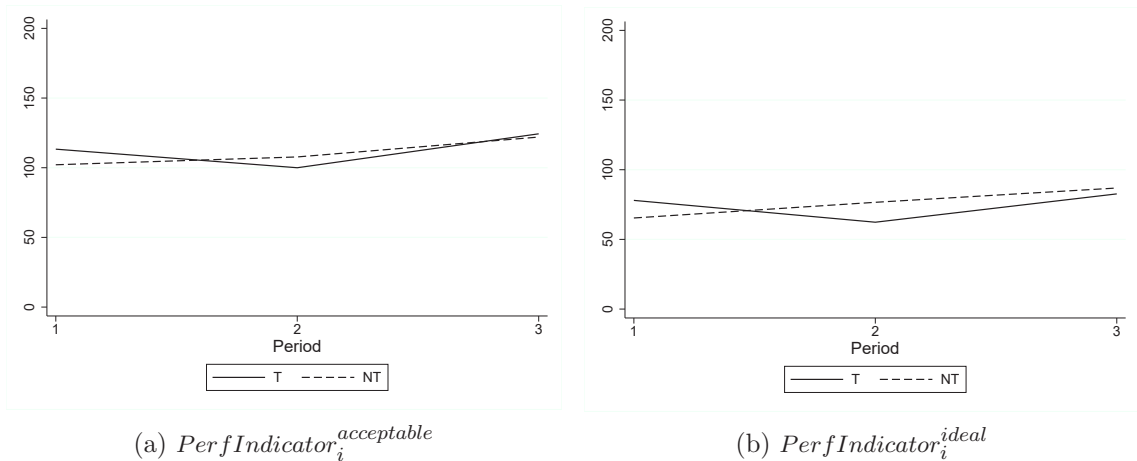 200
150
100
50
0
1 2 3
Period
T NT
(a) PerfIndicator_i^{acceptable}
200
150
100
50
0
1 2 3
Period
T NT
(b) PerfIndicator_i^{ideal}